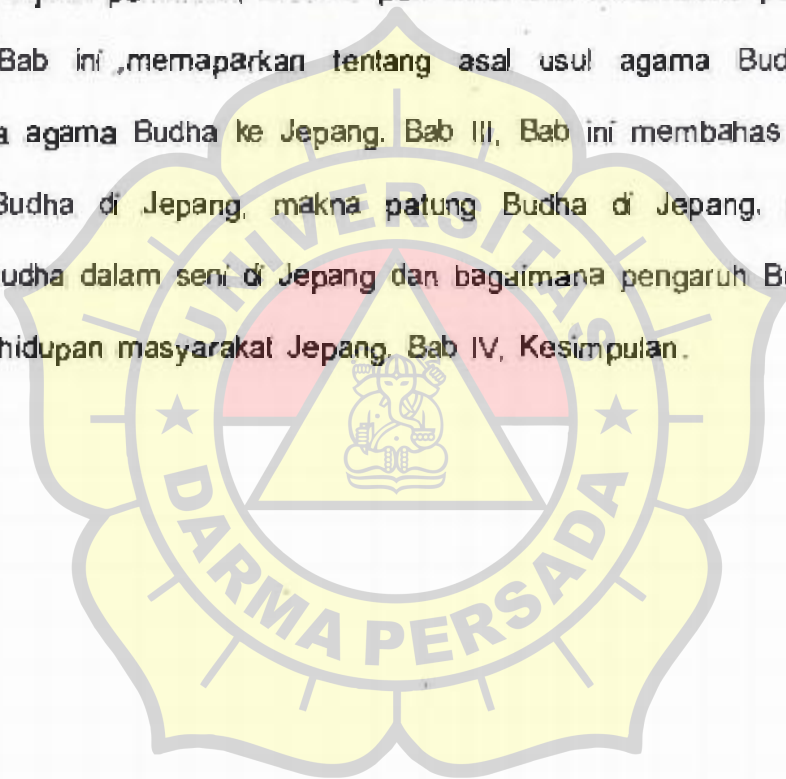 Bab ini ,memaparkan tentang asal usul agama Bud
a agama Budha ke Jepang. Bab III, Bab ini membahas
Budha di Jepang, makna patung Budha di Jepang,
udha dalam seni di Jepang dan bagaimana pengaruh B
hidupan masyarakat Jepang. Bab IV, Kesimpulan.
UNIVERSITAS
DARMA PERSADA